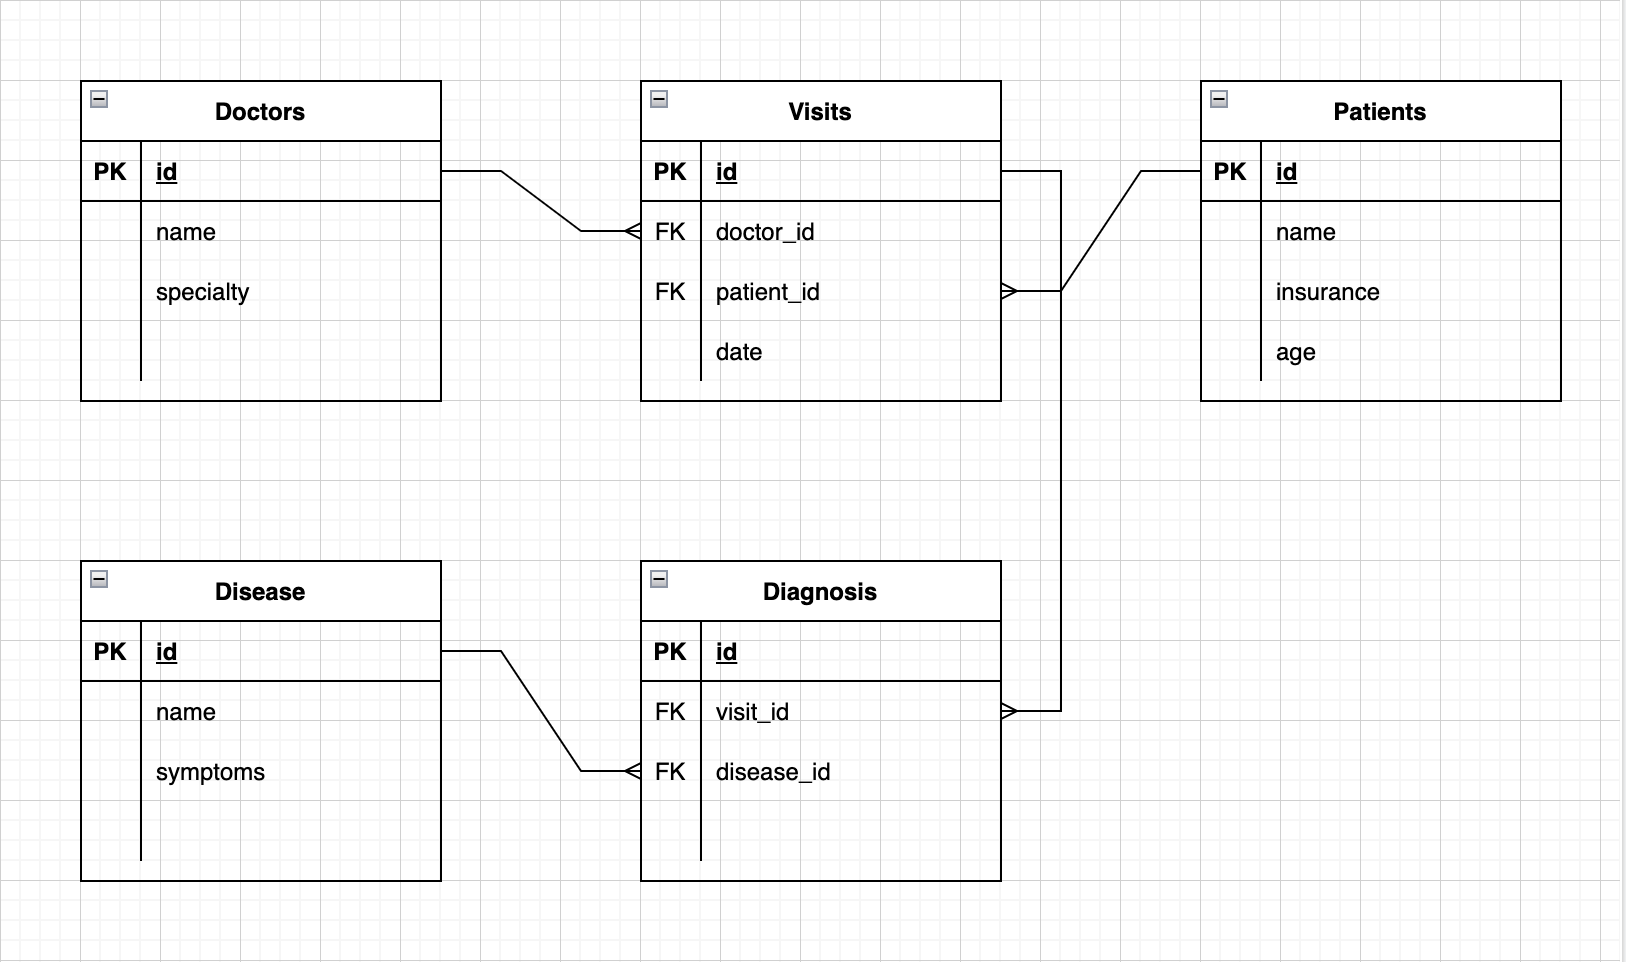 Doctors
PK id
name
specialty
Visits
PK id
FK doctor_id
FK patient_id
date
Patients
PK id
name
insurance
age
Disease
PK id
name
symptoms
Diagnosis
PK id
FK visit_id
FK disease_id